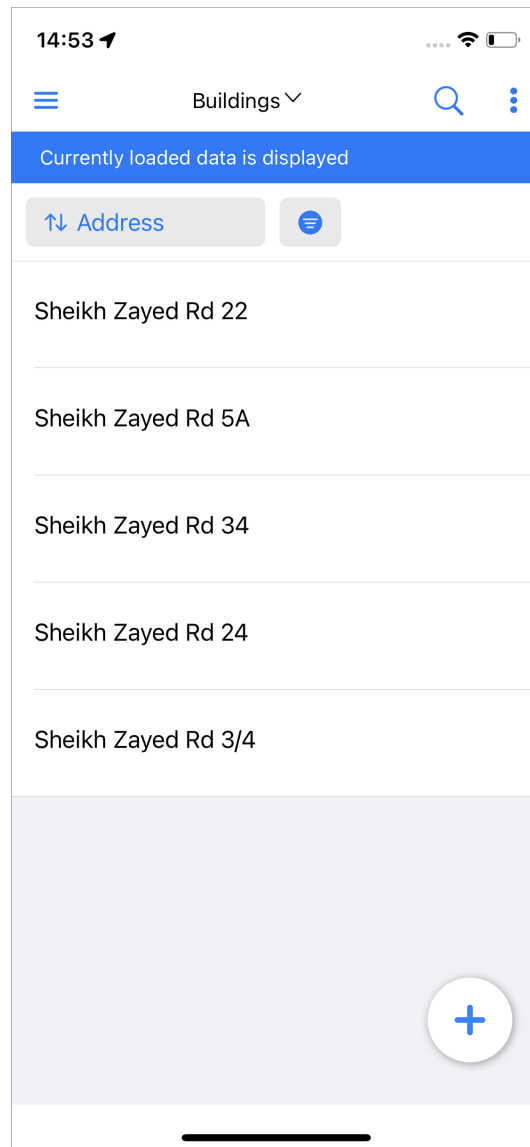 14:53
Buildings
Currently loaded data is displayed
Address
Sheikh Zayed Rd 22
Sheikh Zayed Rd 5A
Sheikh Zayed Rd 34
Sheikh Zayed Rd 24
Sheikh Zayed Rd 3/4